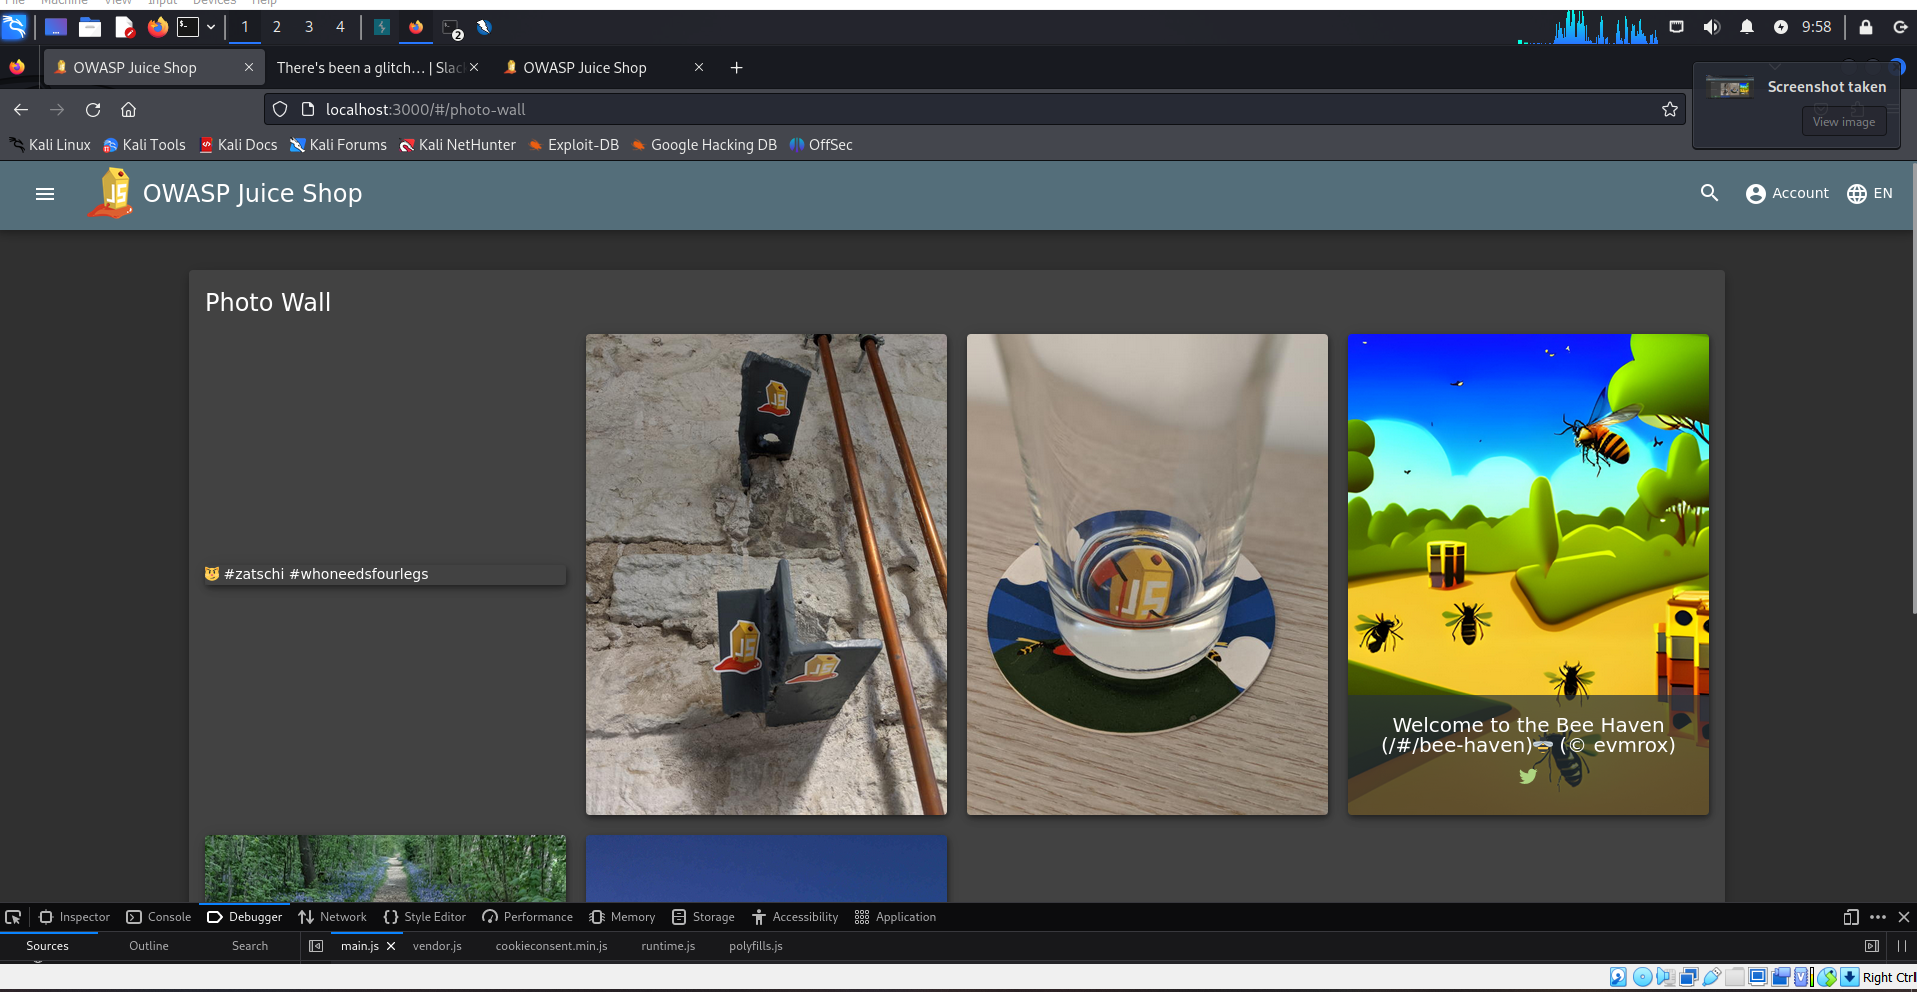 File Machine View Input Devices Help
1 2 3 4 2 9:58
OWASP Juice Shop × There's been a glitch… | Slac × OWASP Juice Shop × +
Screenshot taken
View image
localhost:3000/#/photo-wall
Kali Linux Kali Tools Kali Docs Kali Forums Kali NetHunter Exploit-DB Google Hacking DB OffSec
OWASP Juice Shop Account EN
Photo Wall
😼 #zatschi #whoneedsfourlegs
JS
JS
JS
Welcome to the Bee Haven
(/#/bee-haven)🐝 (© evmrox)
Inspector Console Debugger Network Style Editor Performance Memory Storage Accessibility Application
Sources Outline Search main.js × vendor.js cookieconsent.min.js runtime.js polyfills.js
Right Ctrl